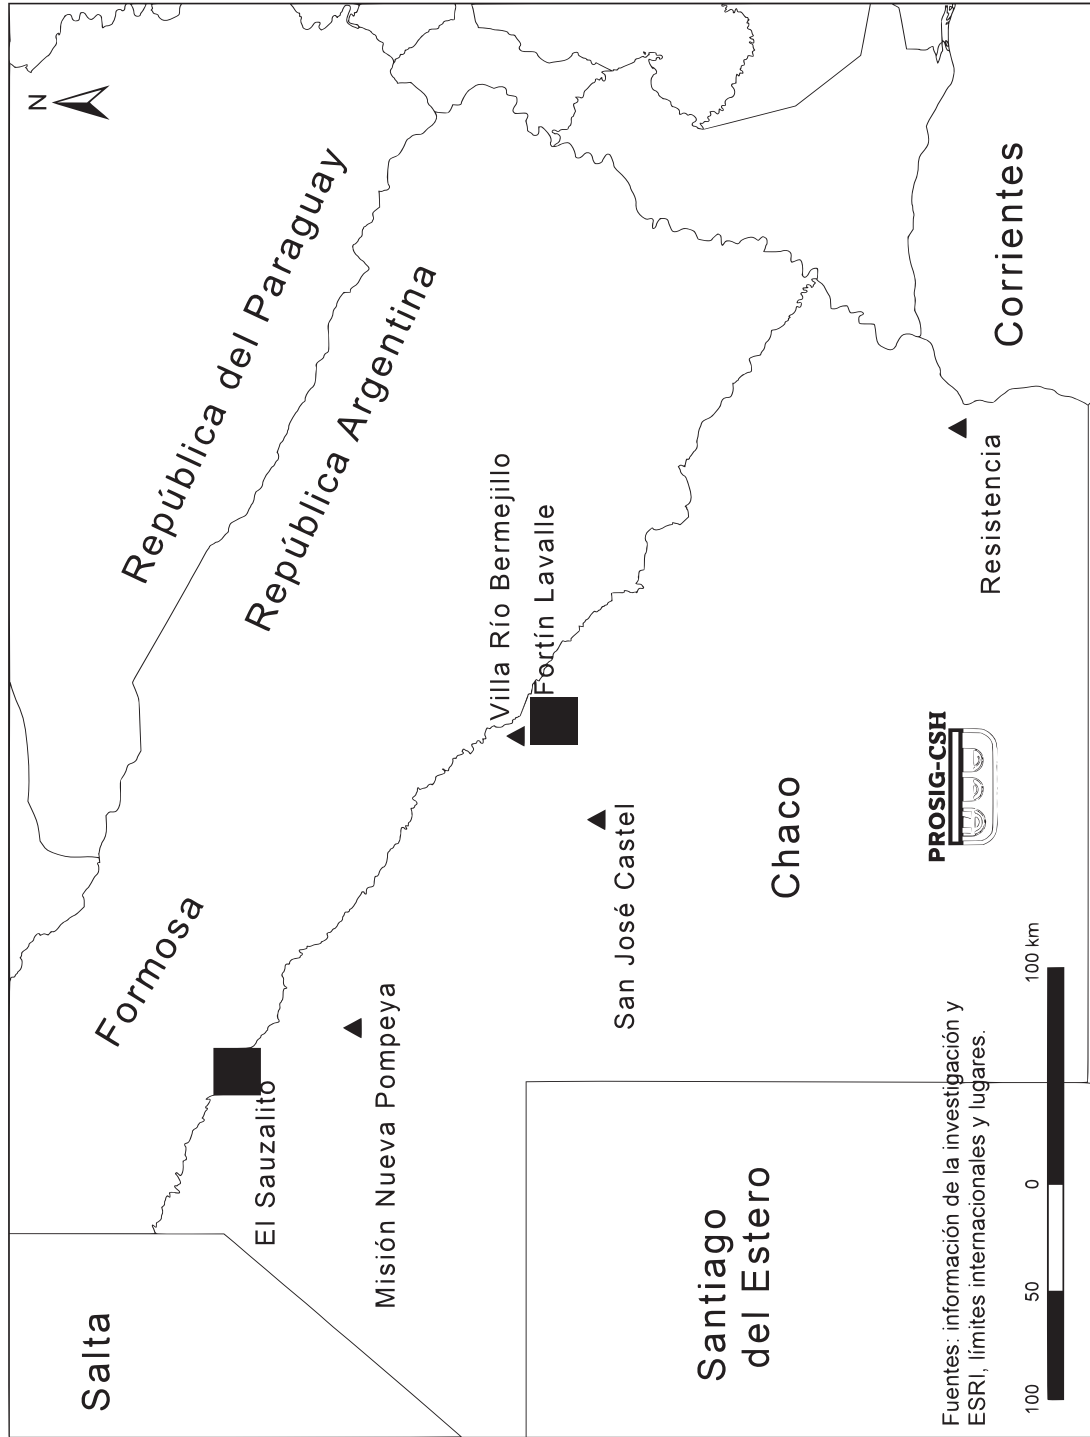 N
República del Paraguay
República Argentina
Formosa
Salta
El Sauzalito
Misión Nueva Pompeya
Villa Río Bermejillo
Fortín Lavalle
San José Castel
Chaco
Santiago
del Estero
Corrientes
Resistencia
PROSIG-CSH
Fuentes: información de la investigación y
ESRI, límites internacionales y lugares.
100 50 0 100 km